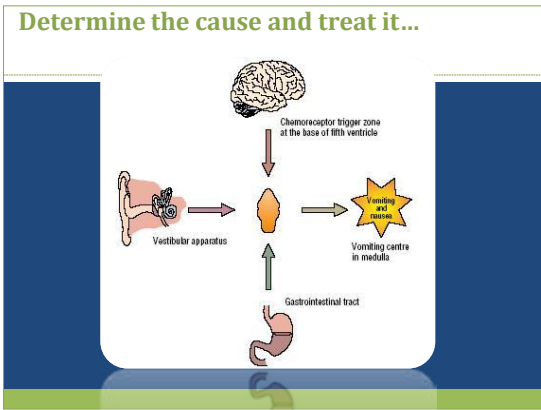 Determine the cause and treat it...
Chemoreceptor trigger zone
at the base of fifth ventricle
Vestibular apparatus
Vomiting
and
nausea
Vomiting centre
in medulla
Gastrointestinal tract